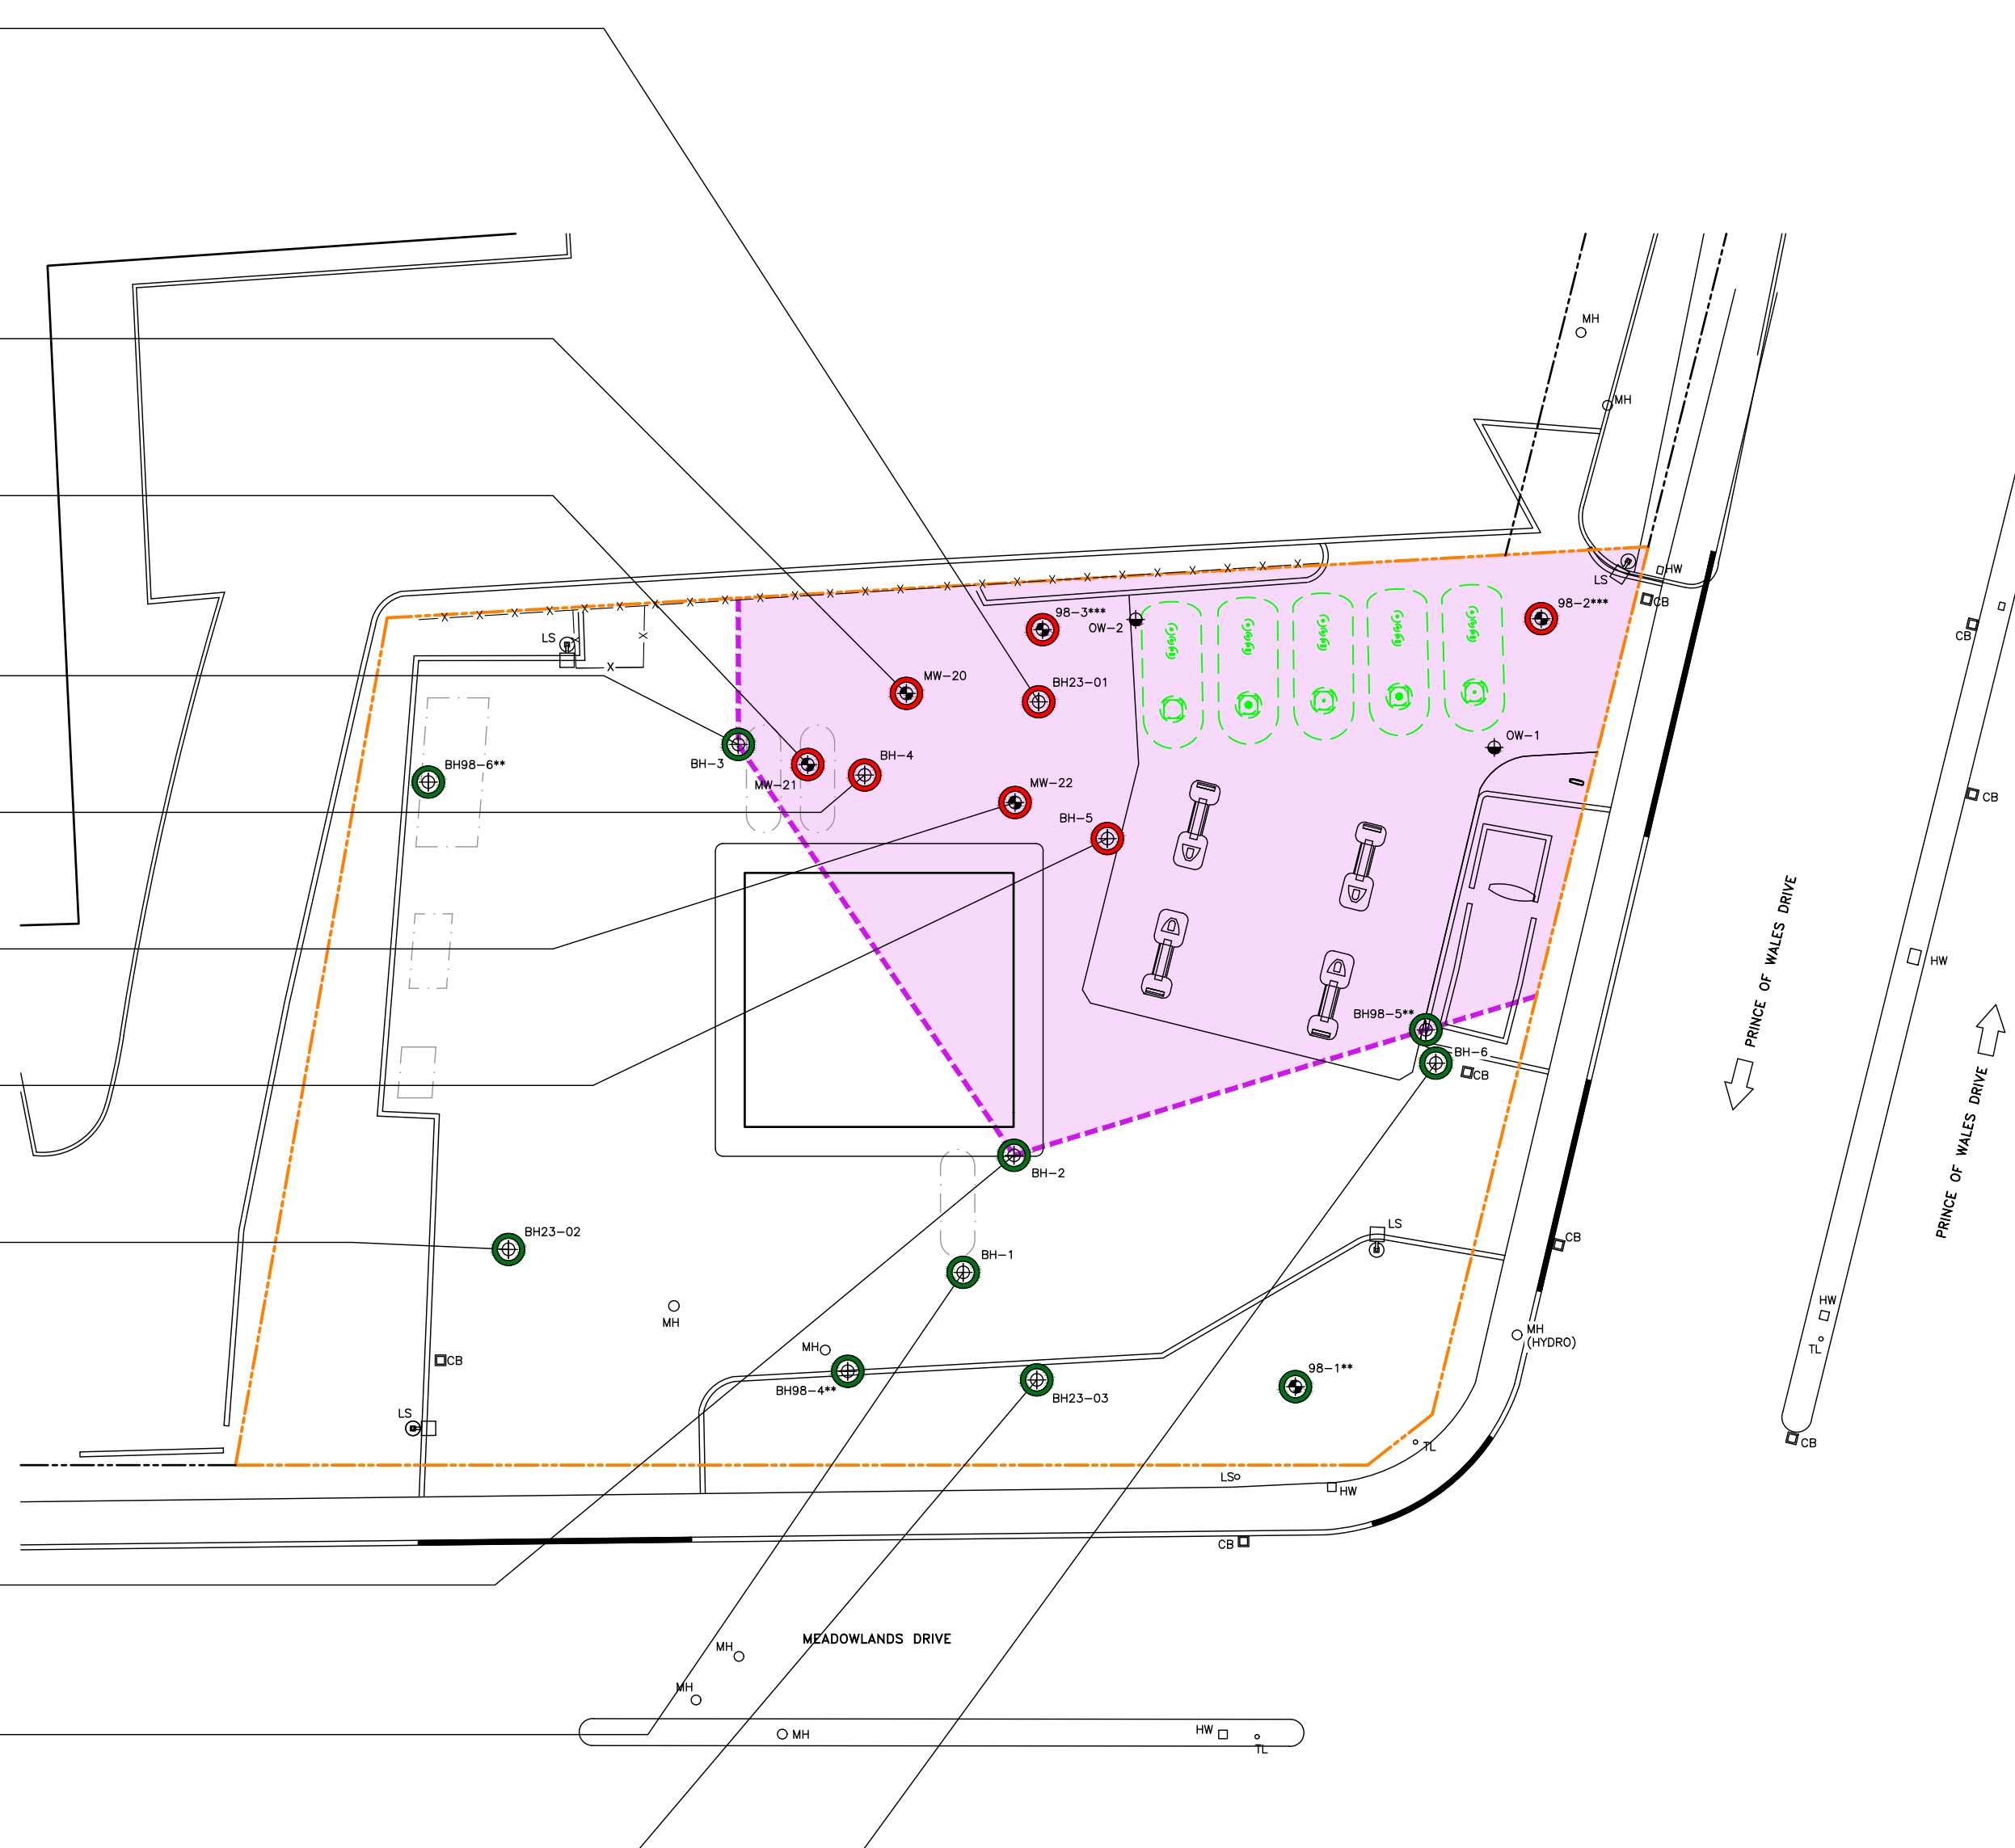 MH
MH
LS
HW
CB
98-3***
98-2***
OW-2
LS
CB
MW-20
BH23-01
OW-1
BH-3
BH-4
BH98-6**
MW-21
MW-22
CB
BH-5
PRINCE OF WALES DRIVE
HW
BH98-5**
BH-6
CB
PRINCE OF WALES DRIVE
BH-2
BH23-02
LS
CB
BH-1
HW
MH
MH
(HYDRO)
MH
TL
CB
98-1**
BH98-4**
BH23-03
LS
TL
CB
LS
HW
CB
MEADOWLANDS DRIVE
MH
MH
MH
HW
TL
X X X X X X X X X X X X X X X X X X X X X X X X X
X
X
X